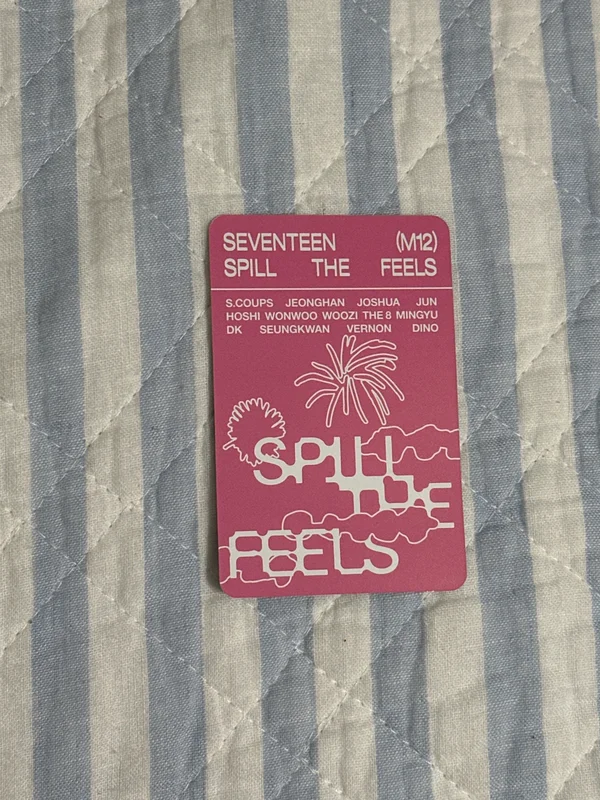 SEVENTEEN (M12)
SPILL THE FEELS
S.COUPS JEONGHAN JOSHUA JUN
HOSHI WONWOO WOOZI THE 8 MINGYU
DK SEUNGKWAN VERNON DINO
SPILL
THE
FEELS